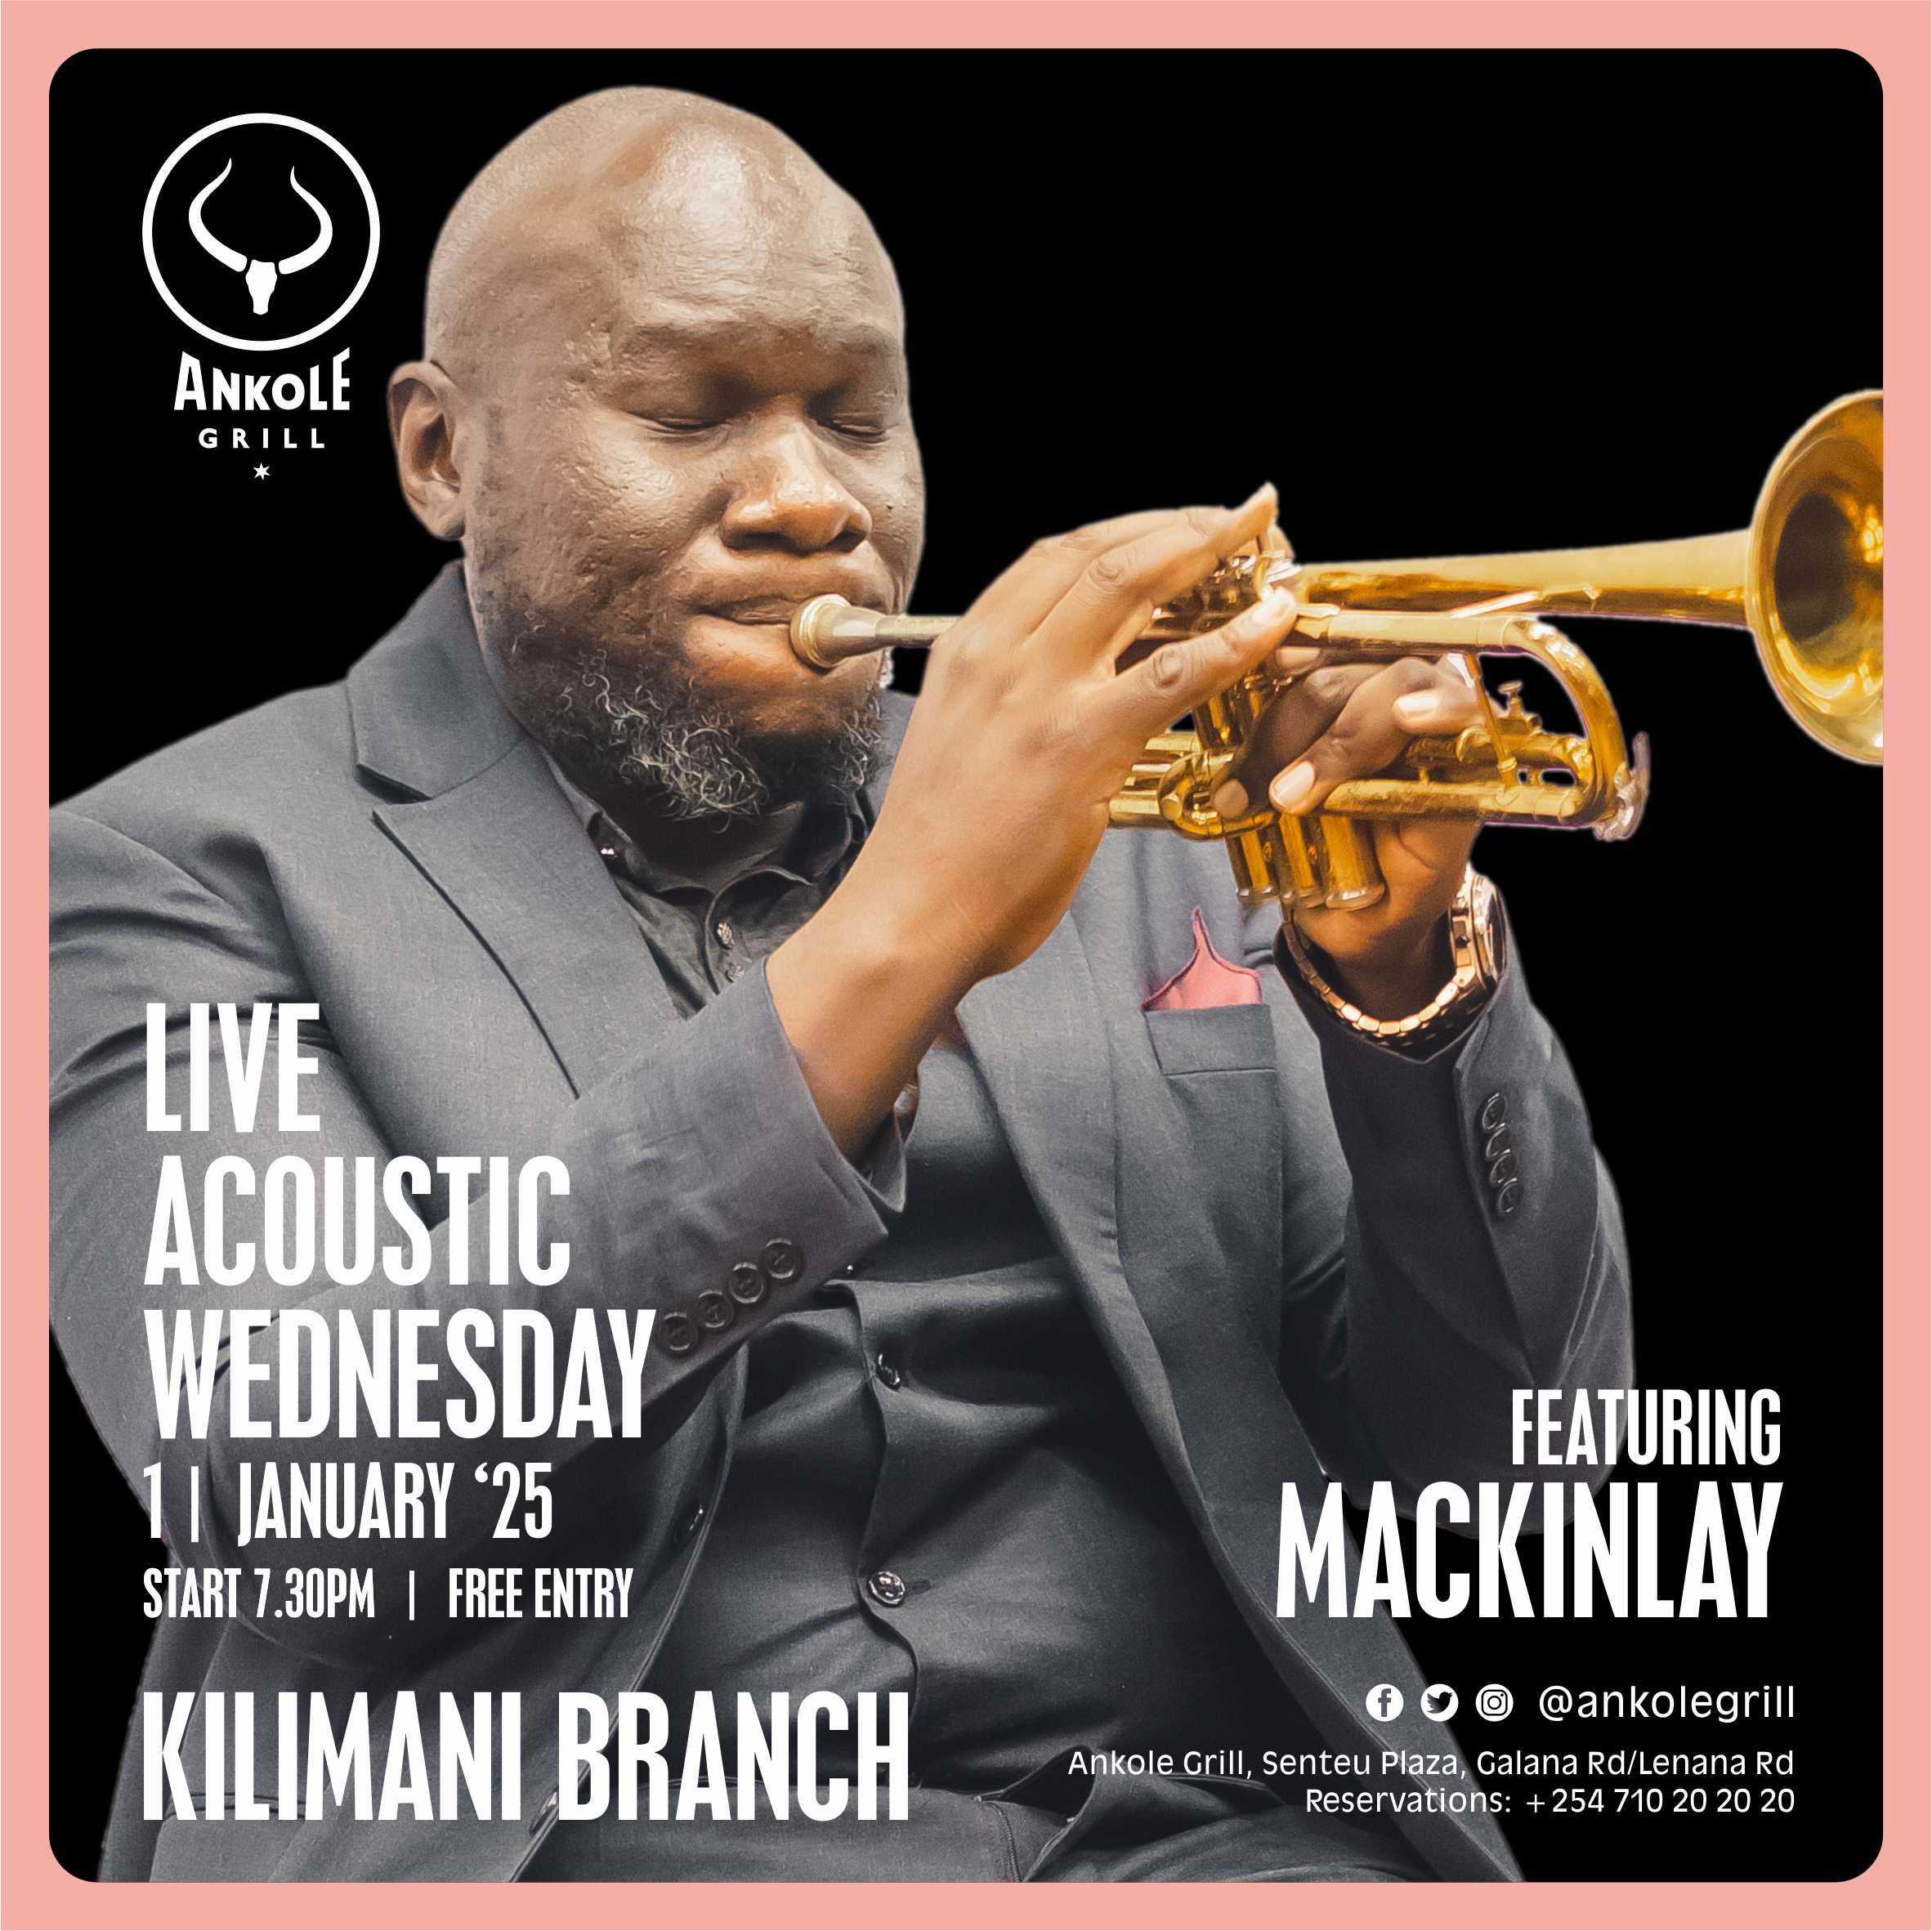 ANKOLE
GRILL
LIVE
ACOUSTIC
WEDNESDAY
1 | JANUARY ‘25
START 7.30PM | FREE ENTRY
KILIMANI BRANCH
FEATURING
MACKINLAY
@ankolegrill
Ankole Grill, Senteu Plaza, Galana Rd/Lenana Rd
Reservations: +254 710 20 20 20